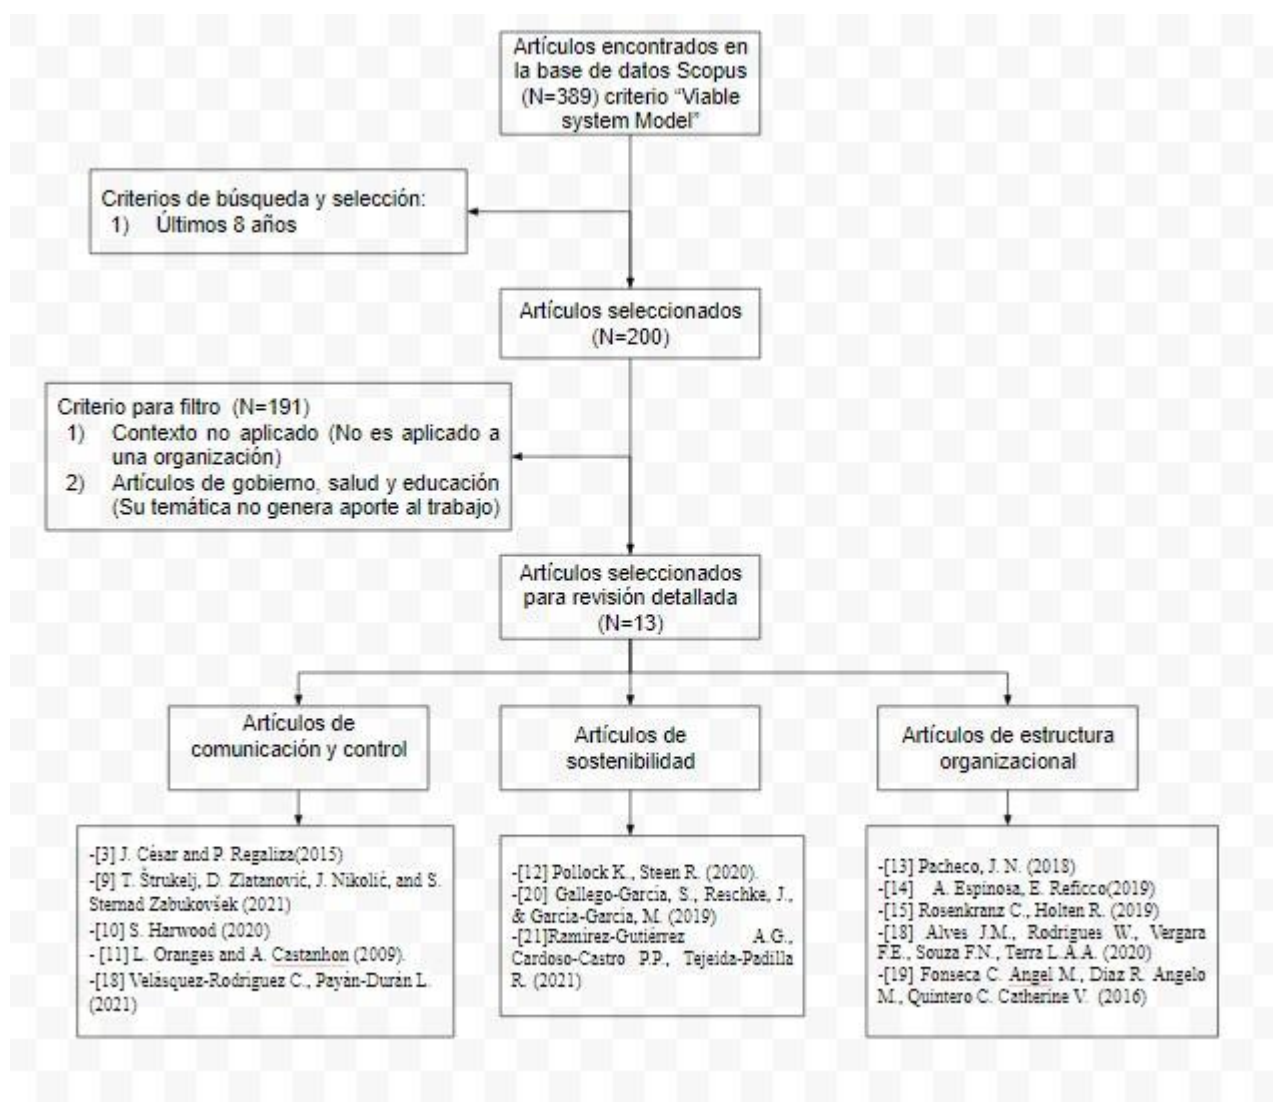 Artículos encontrados en
la base de datos Scopus
(N=389) criterio “Viable
system Model”
Criterios de búsqueda y selección:
1) Últimos 8 años
Artículos seleccionados
(N=200)
Criterio para filtro (N=191)
1) Contexto no aplicado (No es aplicado a
una organización)
2) Artículos de gobierno, salud y educación
(Su temática no genera aporte al trabajo)
Artículos seleccionados
para revisión detallada
(N=13)
Artículos de
comunicación y control
Artículos de
sostenibilidad
Artículos de estructura
organizacional
-[3] J. César and P. Regaliza(2015)
-[9] T. Štrukelj, D. Zlatanović, J. Nikolić, and S.
Sternad Zabukovšek (2021)
-[10] S. Harwood (2020)
- [11] L. Oranges and A. Castanhon (2009).
-[18] Velásquez-Rodríguez C., Payán-Durán L.
(2021)
-[12] Pollock K., Steen R. (2020).
-[20] Gallego-García, S., Reschke, J.,
& García-García, M. (2019)
-[21]Ramírez-Gutiérrez A.G.,
Cardoso-Castro P.P., Tejeida-Padilla
R. (2021)
-[13] Pacheco, J. N. (2018)
-[14] A. Espinosa, E. Reficco(2019)
-[15] Rosenkranz C., Holten R. (2019)
-[18] Alves J.M., Rodrigues W., Vergara
F.E., Souza F.N., Terra L.A.A. (2020)
-[19] Fonseca C. Angel M., Diaz R. Angelo
M., Quintero C. Catherine V. (2016)